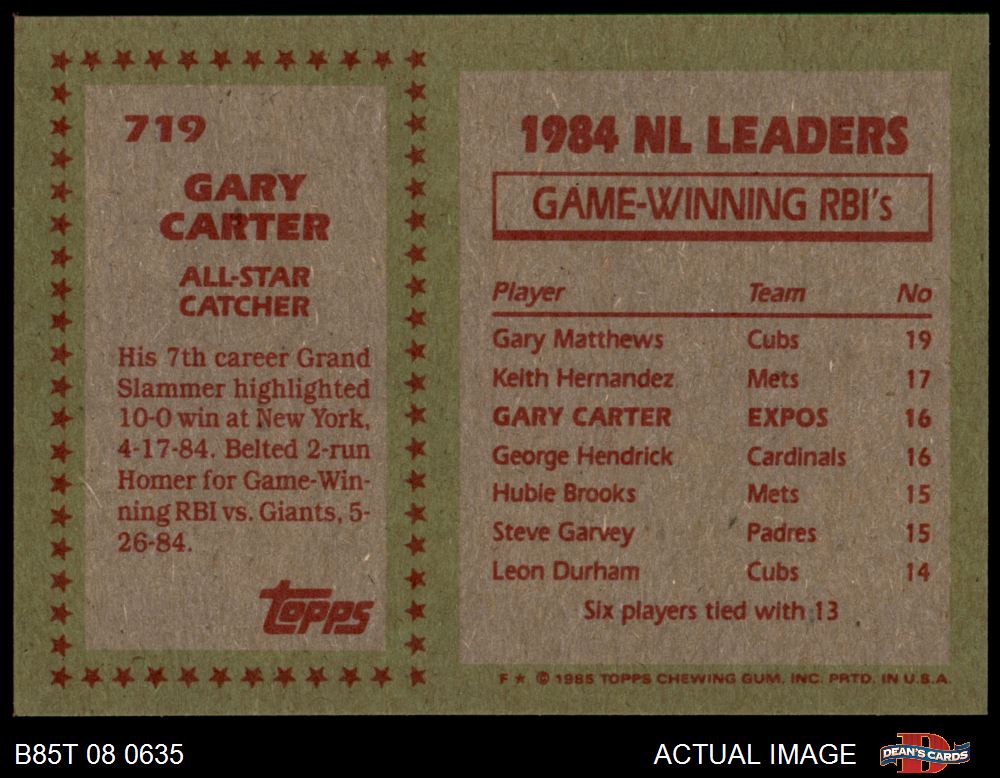 719
GARY
CARTER
ALL-STAR
CATCHER
His 7th career Grand
Slammer highlighted
10-0 win at New York,
4-17-84. Belted 2-run
Homer for Game-Win-
ning RBI vs. Giants, 5-
26-84.
topps
1984 NL LEADERS
GAME-WINNING RBI's
Player Team No
Gary Matthews Cubs 19
Keith Hernandez Mets 17
GARY CARTER EXPOS 16
George Hendrick Cardinals 16
Hubie Brooks Mets 15
Steve Garvey Padres 15
Leon Durham Cubs 14
Six players tied with 13
F ★ © 1985 TOPPS CHEWING GUM, INC. PRTD. IN U.S.A.
B85T 08 0635
ACTUAL IMAGE
D
DEAN'S CARDS